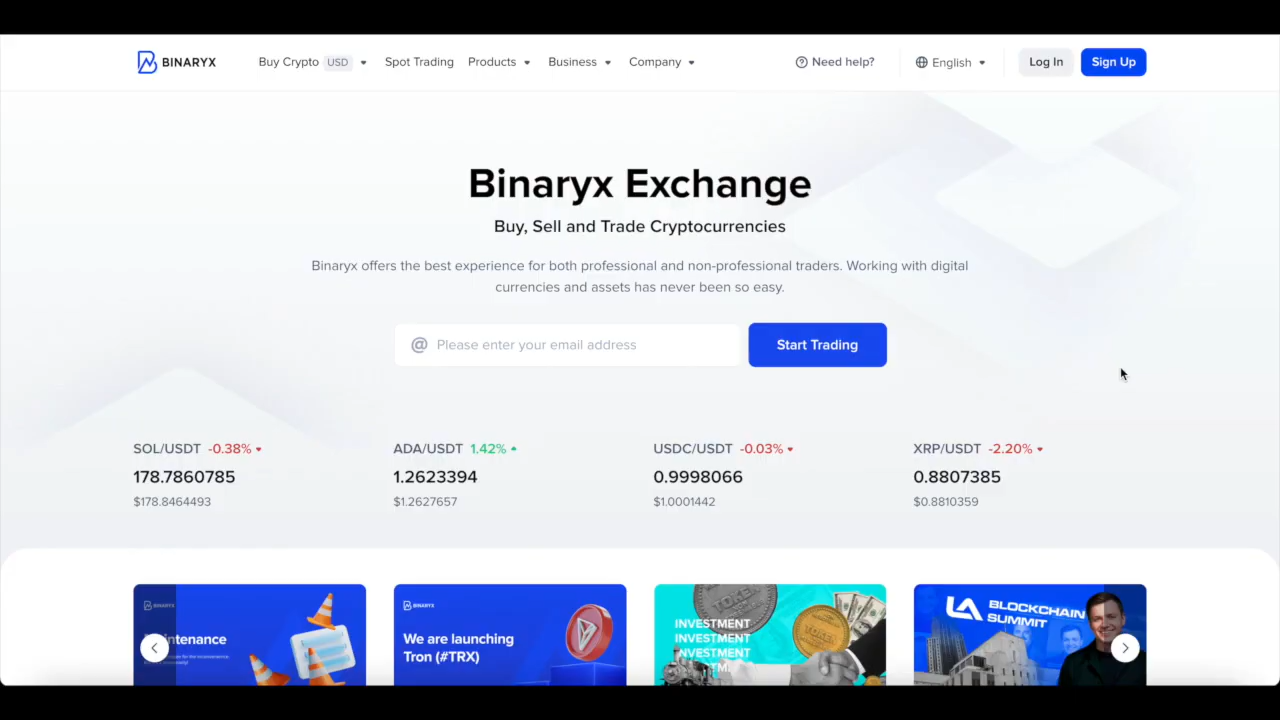 BINARYX
Buy Crypto USD
Spot Trading
Products
Business
Company
Need help?
English
Log In
Sign Up
Binaryx Exchange
Buy, Sell and Trade Cryptocurrencies
Binaryx offers the best experience for both professional and non-professional traders. Working with digital
currencies and assets has never been so easy.
@ Please enter your email address
Start Trading
SOL/USDT -0.38%
178.7860785
$178.8464493
ADA/USDT 1.42%
1.2623394
$1.2627657
USDC/USDT -0.03%
0.9998066
$1.0001442
XRP/USDT -2.20%
0.8807385
$0.8810359
BINARYX
BINARYX
We are launching
Tron (#TRX)
TOKEN
TOKEN
INVESTMENT
INVESTMENT
INVESTMENT
LA BLOCKCHAIN
SUMMIT